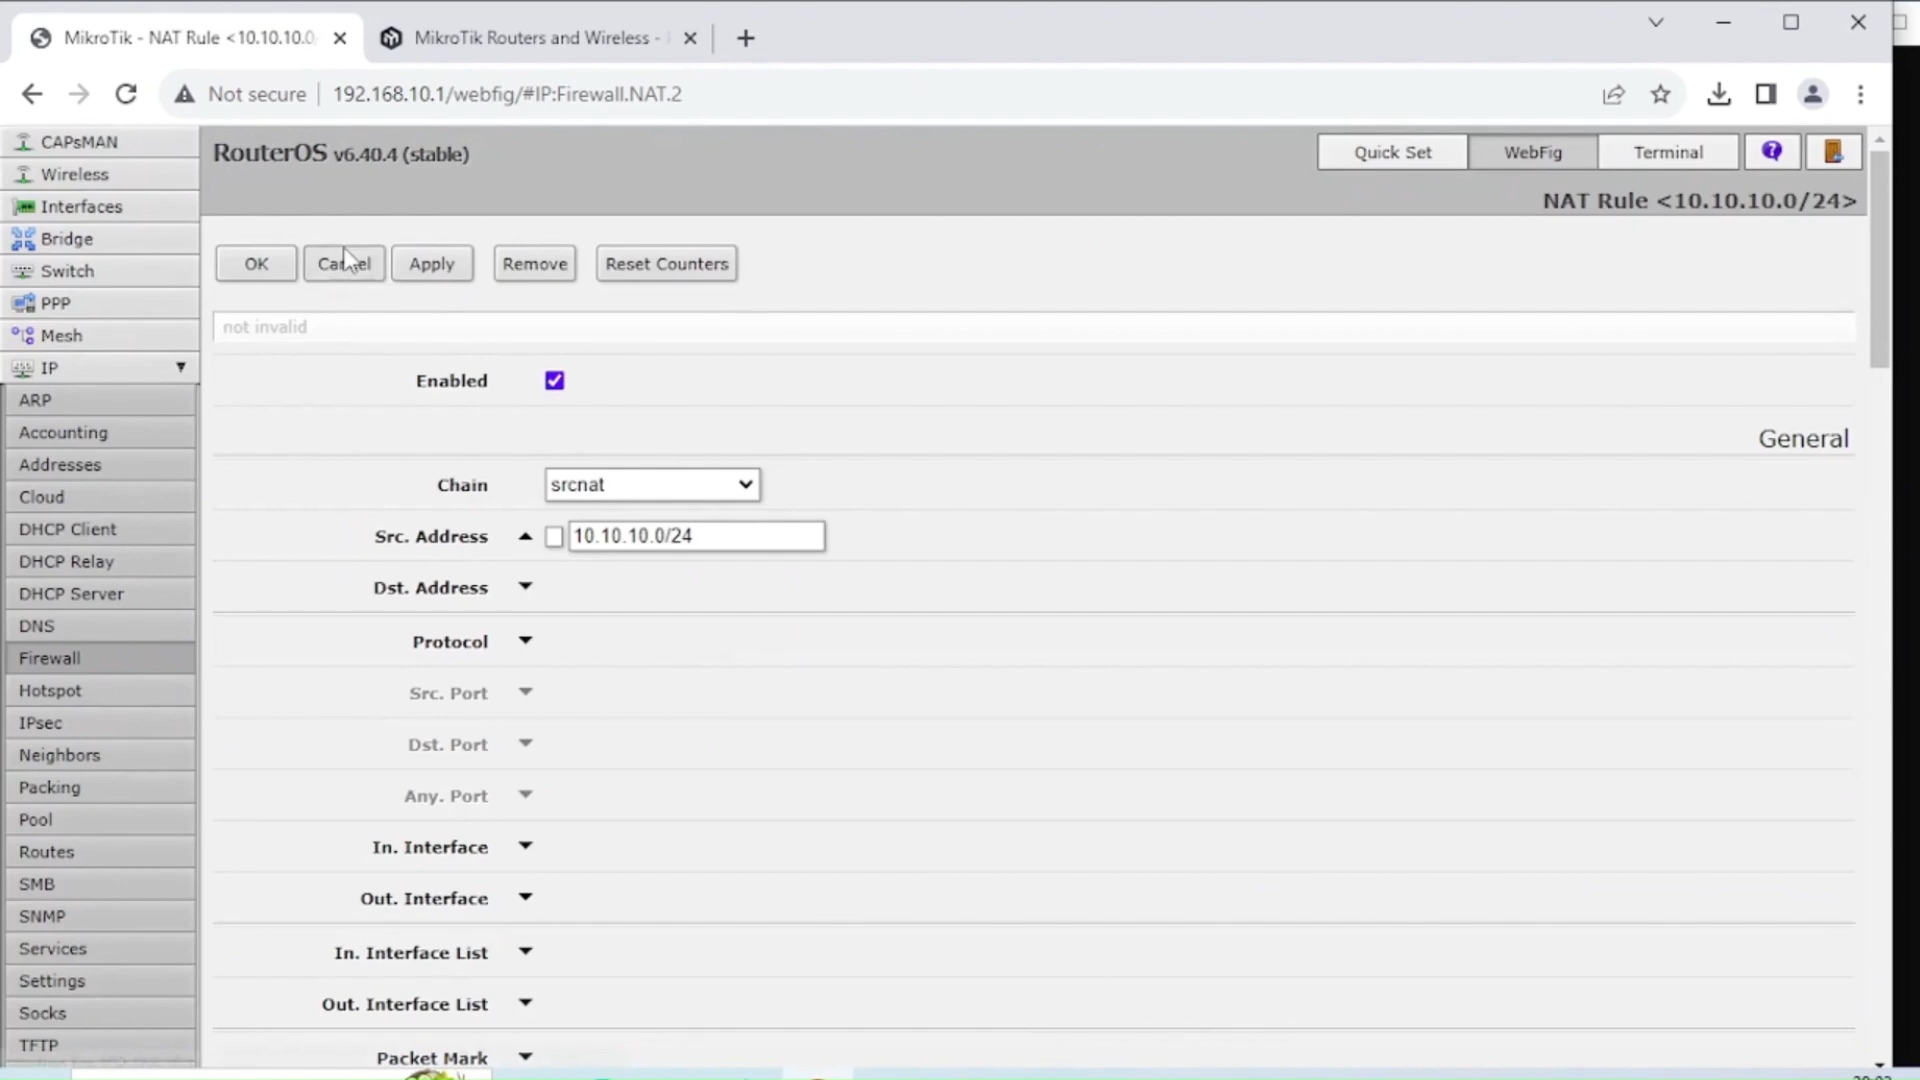 MikroTik - NAT Rule <10.10.10.0/
MikroTik Routers and Wireless -
Not secure
192.168.10.1/webfig/#IP:Firewall.NAT.2
CAPsMAN
Wireless
Interfaces
Bridge
Switch
PPP
Mesh
IP
ARP
Accounting
Addresses
Cloud
DHCP Client
DHCP Relay
DHCP Server
DNS
Firewall
Hotspot
IPsec
Neighbors
Packing
Pool
Routes
SMB
SNMP
Services
Settings
Socks
TFTP
RouterOS v6.40.4 (stable)
Quick Set
WebFig
Terminal
NAT Rule <10.10.10.0/24>
OK
Cancel
Apply
Remove
Reset Counters
not invalid
Enabled
General
Chain
srcnat
Src. Address
10.10.10.0/24
Dst. Address
Protocol
Src. Port
Dst. Port
Any. Port
In. Interface
Out. Interface
In. Interface List
Out. Interface List
Packet Mark